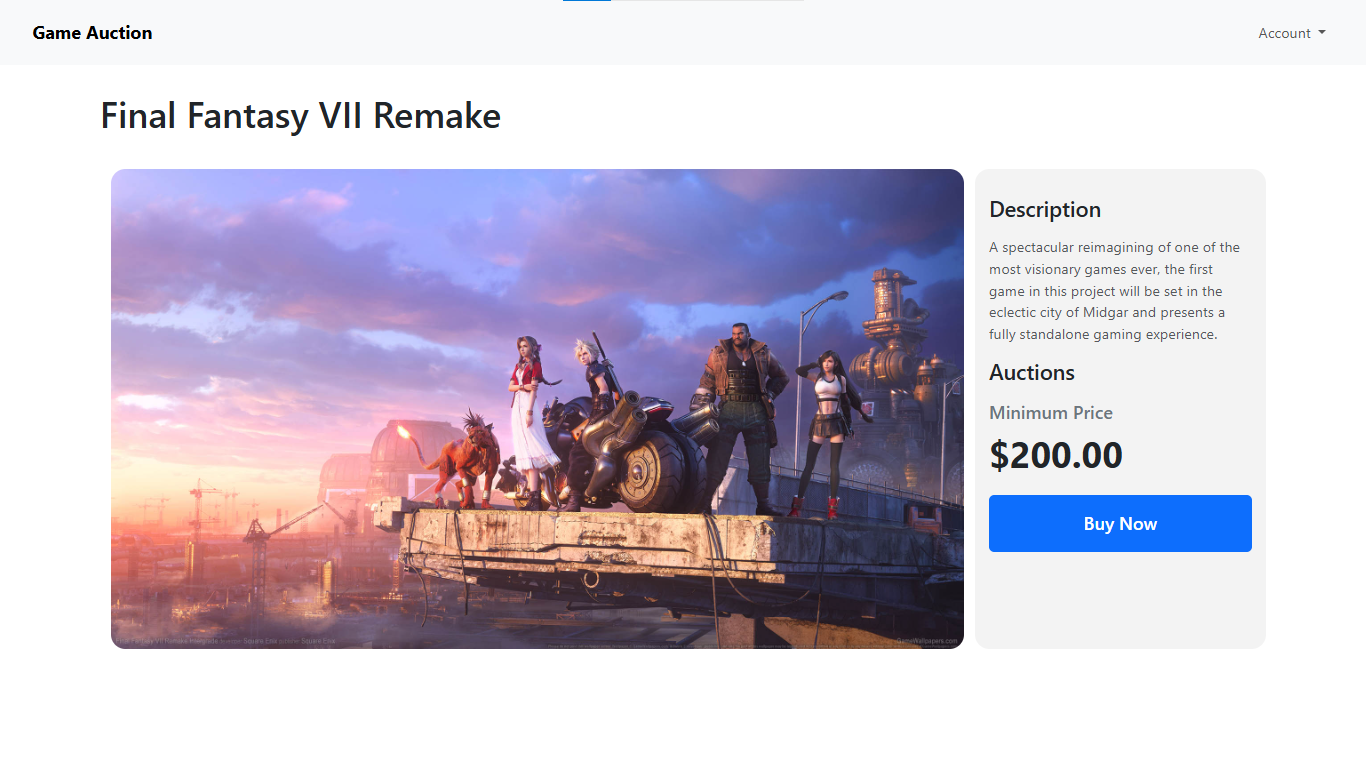 Game Auction
Account
Final Fantasy VII Remake
Description
A spectacular reimagining of one of the
most visionary games ever, the first
game in this project will be set in the
eclectic city of Midgar and presents a
fully standalone gaming experience.
Auctions
Minimum Price
$200.00
Buy Now
GameWallpapers.com